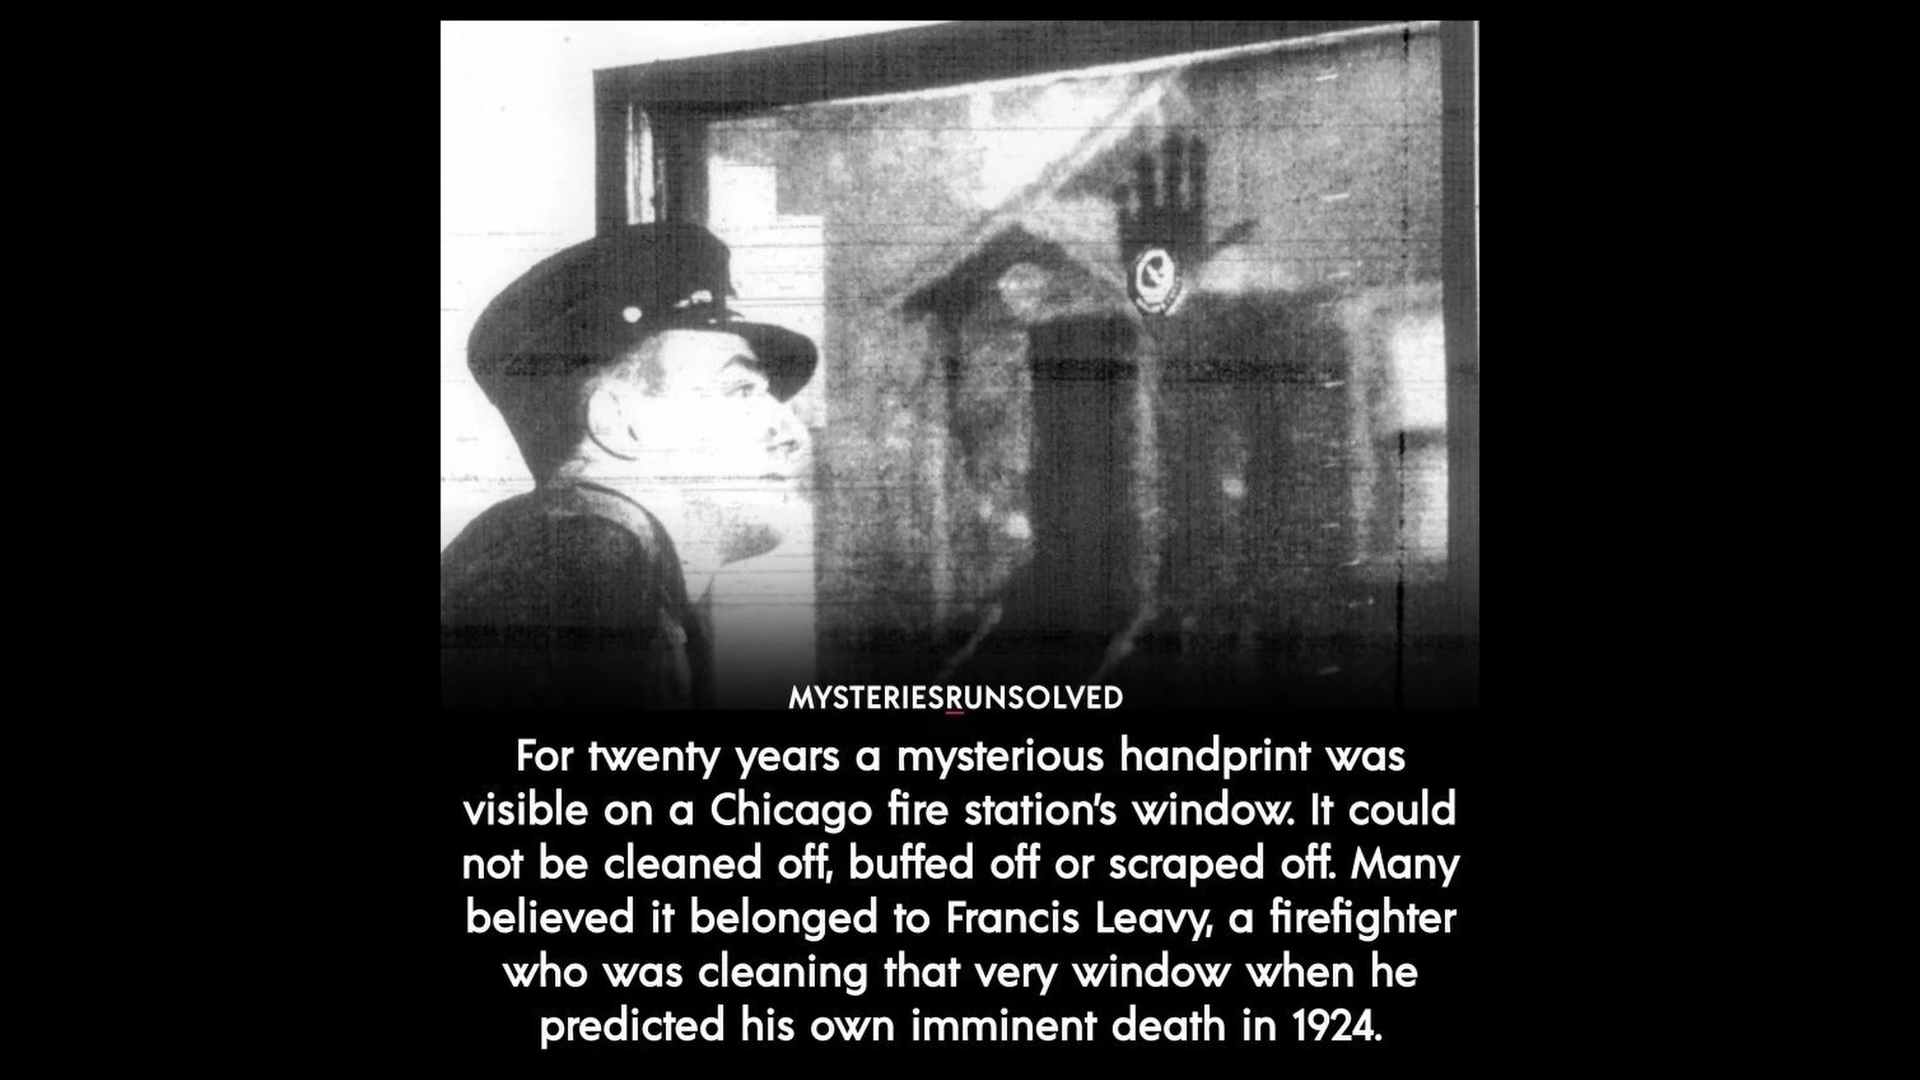 MYSTERIESRUNSOLVED
For twenty years a mysterious handprint was
visible on a Chicago fire station's window. It could
not be cleaned off, buffed off or scraped off. Many
believed it belonged to Francis Leavy, a firefighter
who was cleaning that very window when he
predicted his own imminent death in 1924.